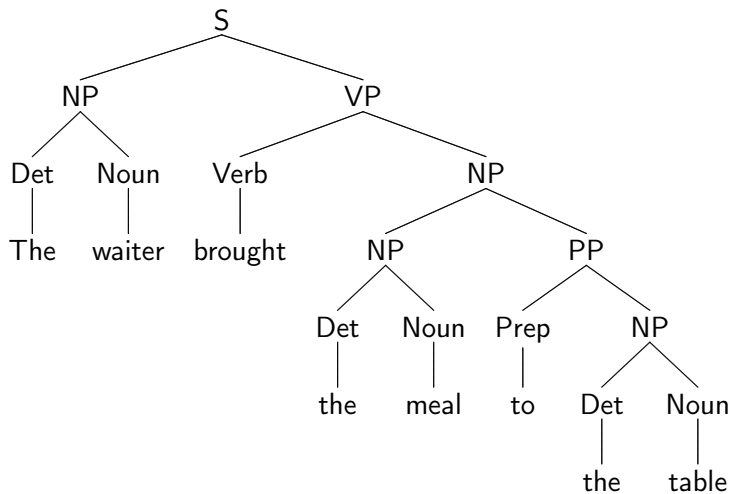 S
NP VP
Det Noun Verb NP
The waiter brought NP PP
Det Noun Prep NP
the meal to Det Noun
the table